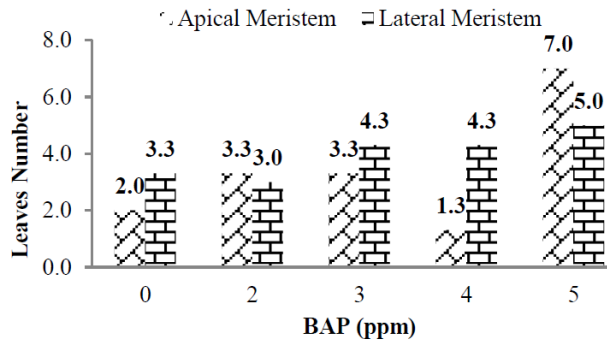 Apical Meristem Lateral Meristem
8.0
6.0
4.0
2.0
0.0
Leaves Number
2.0 3.3 3.3 3.0 3.3 4.3 1.3 4.3 7.0 5.0
0 2 3 4 5
BAP (ppm)